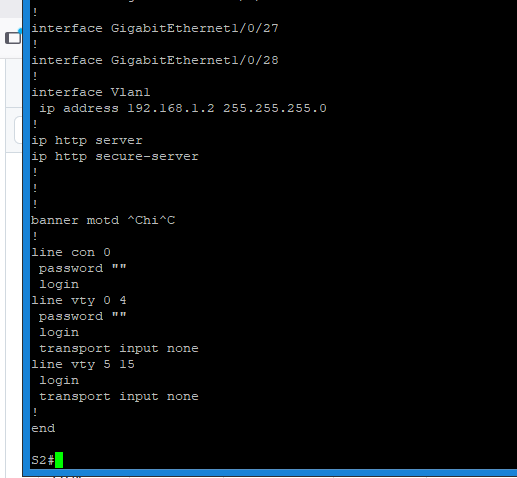 !
interface GigabitEthernet1/0/27
!
interface GigabitEthernet1/0/28
!
interface Vlan1
 ip address 192.168.1.2 255.255.255.0
!
ip http server
ip http secure-server
!
!
!
banner motd ^Chi^C
!
line con 0
 password ""
 login
line vty 0 4
 password ""
 login
 transport input none
line vty 5 15
 login
 transport input none
!
end
S2#